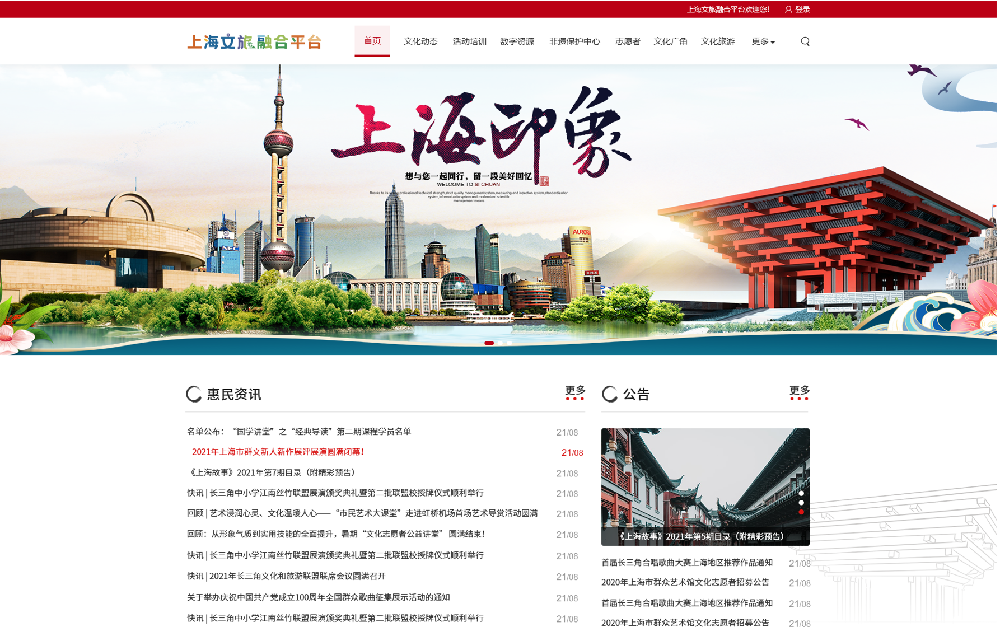 上海文旅融合平台欢迎您！
登录
上海文旅融合平台
首页
文化动态
活动培训
数字资源
非遗保护中心
志愿者
文化广角
文化旅游
更多
上海印象
想与您一起同行，留一段美好回忆
WELCOME TO SI CHUAN
Thanks to its strong professional technical strength,strict quality managementsystem,measuring and inpection system,standardization
system,informatizatio system and modernized scientific
management means
NEC
AURORA
惠民资讯
更多
名单公布：“国学讲堂”之“经典导读”第二期课程学员名单 21/08
2021年上海市群文新人新作展评展演圆满闭幕！ 21/08
《上海故事》2021年第7期目录（附精彩预告） 21/08
快讯 | 长三角中小学江南丝竹联盟展演颁奖典礼暨第二批联盟校授牌仪式顺利举行 21/08
回顾 | 艺术浸润心灵、文化温暖人心——“市民艺术大课堂”走进虹桥机场首场艺术导赏活动圆满 21/08
回顾：从形象气质到实用技能的全面提升，暑期“文化志愿者公益讲堂” 圆满结束！ 21/08
快讯 | 长三角中小学江南丝竹联盟展演颁奖典礼暨第二批联盟校授牌仪式顺利举行 21/08
快讯 | 2021年长三角文化和旅游联盟联席会议圆满召开 21/08
关于举办庆祝中国共产党成立100周年全国群众歌曲征集展示活动的通知 21/08
快讯 | 长三角中小学江南丝竹联盟展演颁奖典礼暨第二批联盟校授牌仪式顺利举行 21/08
公告
更多
《上海故事》2021年第5期目录（附精彩预告）
首届长三角合唱歌曲大赛上海地区推荐作品通知 21/08
2020年上海市群众艺术馆文化志愿者招募公告 21/08
首届长三角合唱歌曲大赛上海地区推荐作品通知 21/08
2020年上海市群众艺术馆文化志愿者招募公告 21/08